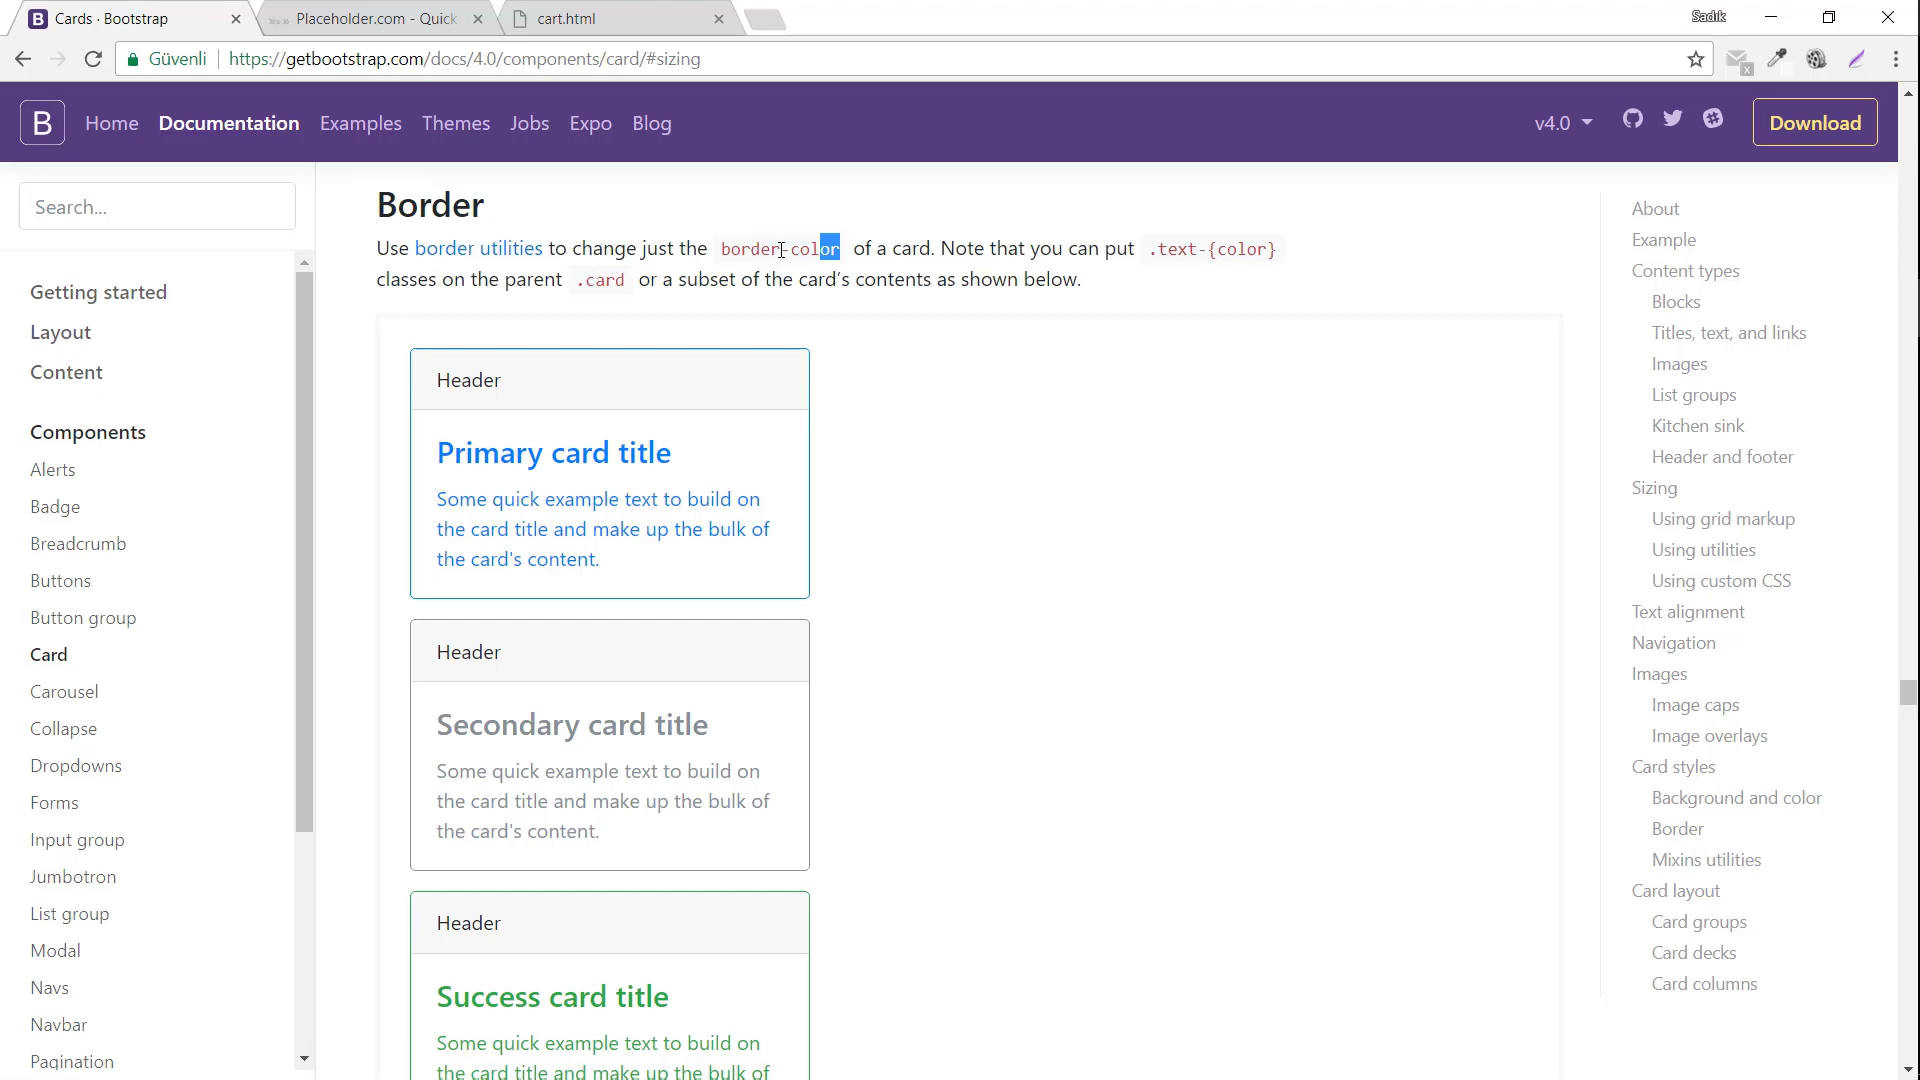 Cards · Bootstrap
Placeholder.com - Quick
cart.html
Sadık
Güvenli
https://getbootstrap.com/docs/4.0/components/card/#sizing
B
Home
Documentation
Examples
Themes
Jobs
Expo
Blog
v4.0
Download
Search...
Getting started
Layout
Content
Components
Alerts
Badge
Breadcrumb
Buttons
Button group
Card
Carousel
Collapse
Dropdowns
Forms
Input group
Jumbotron
List group
Modal
Navs
Navbar
Pagination
Border
Use border utilities to change just the border-color of a card. Note that you can put .text-{color}
classes on the parent .card or a subset of the card’s contents as shown below.
Header
Primary card title
Some quick example text to build on
the card title and make up the bulk of
the card's content.
Header
Secondary card title
Some quick example text to build on
the card title and make up the bulk of
the card's content.
Header
Success card title
Some quick example text to build on
the card title and make up the bulk of
About
Example
Content types
Blocks
Titles, text, and links
Images
List groups
Kitchen sink
Header and footer
Sizing
Using grid markup
Using utilities
Using custom CSS
Text alignment
Navigation
Images
Image caps
Image overlays
Card styles
Background and color
Border
Mixins utilities
Card layout
Card groups
Card decks
Card columns